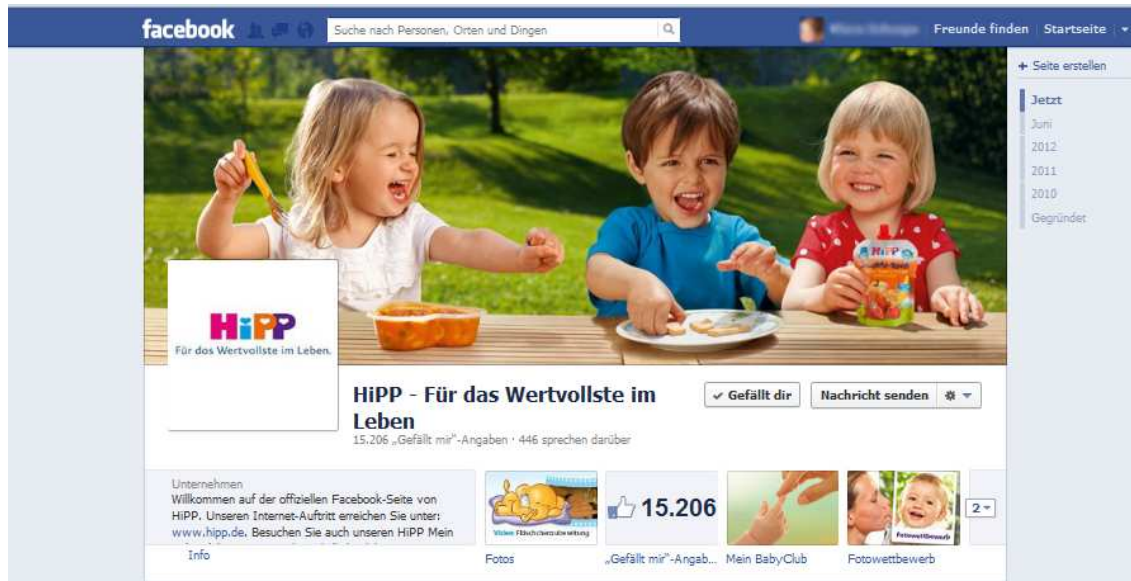 facebook
Suche nach Personen, Orten und Dingen
Freunde finden
Startseite
+ Seite erstellen
Jetzt
Juni
2012
2011
2010
Gegründet
HiPP
HiPP
Für das Wertvollste im Leben.
HiPP - Für das Wertvollste im
Leben
15.206 „Gefällt mir"-Angaben · 446 sprechen darüber
✓ Gefällt dir
Nachricht senden
Unternehmen
Willkommen auf der offiziellen Facebook-Seite von
HiPP. Unseren Internet-Auftritt erreichen Sie unter:
www.hipp.de. Besuchen Sie auch unseren HiPP Mein
Info
Video:
Fotos
15.206
„Gefällt mir"-Angab...
Mein BabyClub
Fotowettbewerb
Fotowettbewerb
2